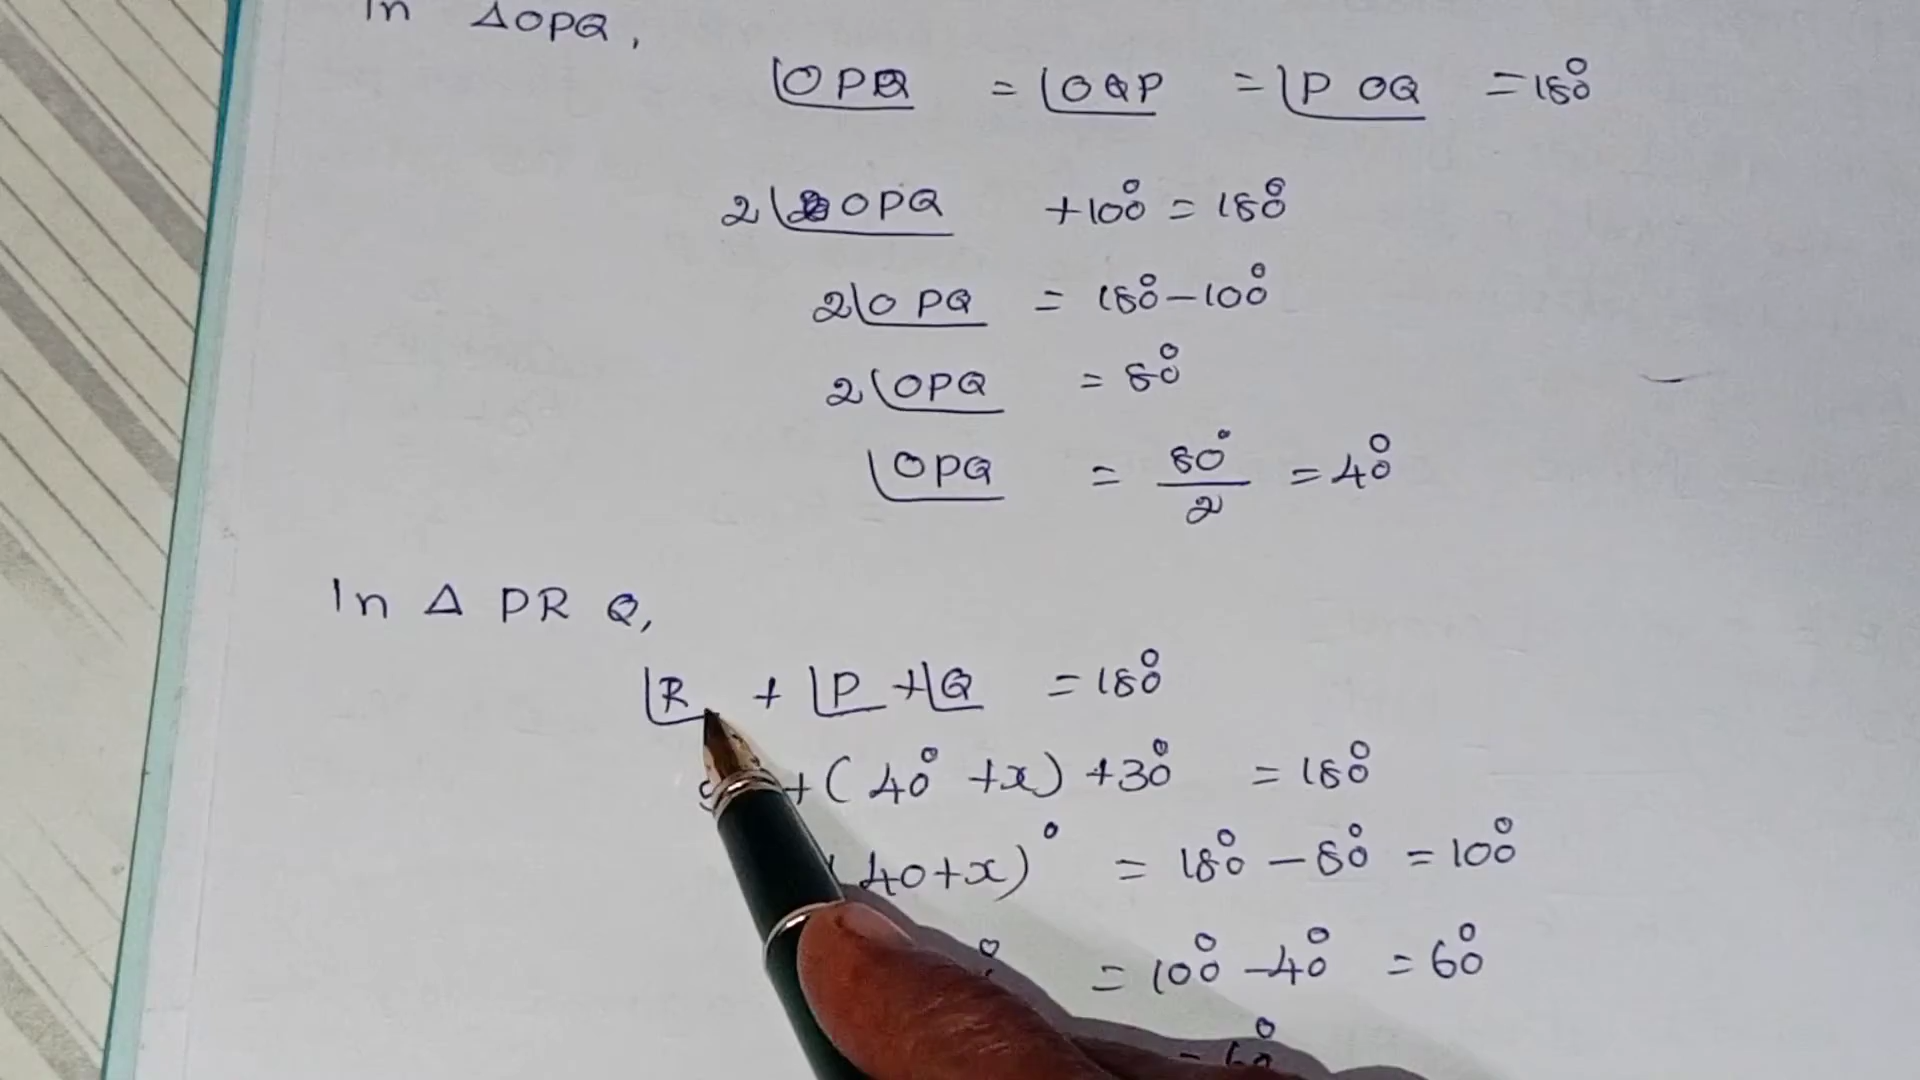 In △OPQ,
∠OPQ = ∠OQP = ∠POQ = 180°
2∠OPQ +100° = 180°
2∠OPQ = 180° - 100°
2∠OPQ = 80°
∠OPQ = 80°/2 = 40°
In △ PRQ,
∠R + ∠P + ∠Q = 180°
+ (40° + x) + 30° = 180°
(40+x)° = 180° - 80° = 100°
= 100° - 40° = 60°